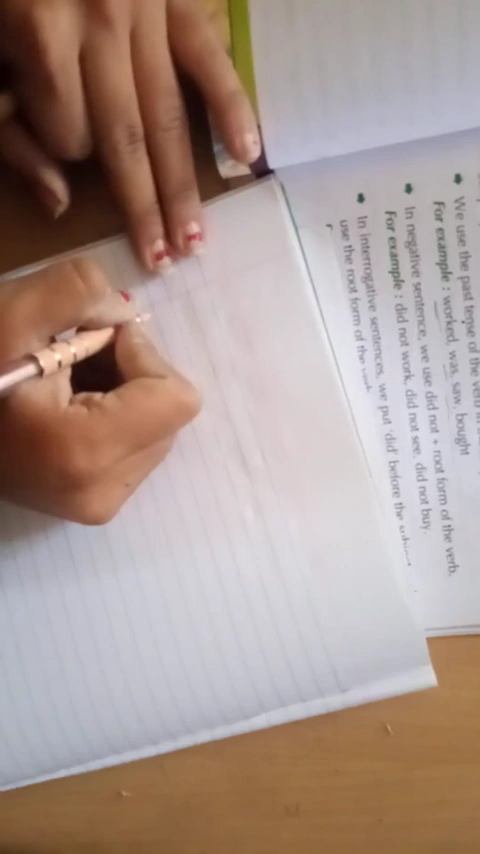 We use the past tense of the verb in
For example : worked, was, saw, bought
In negative sentence, we use did not + root form of the verb.
For example : did not work, did not see, did not buy.
In interrogative sentences, we put 'did' before the
use the root form of the